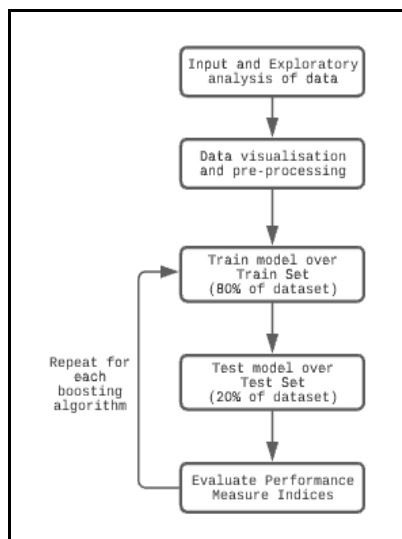 Input and Exploratory
analysis of data
Data visualisation
and pre-processing
Train model over
Train Set
(80% of dataset)
Test model over
Test Set
(20% of dataset)
Evaluate Performance
Measure Indices
Repeat for
each
boosting
algorithm